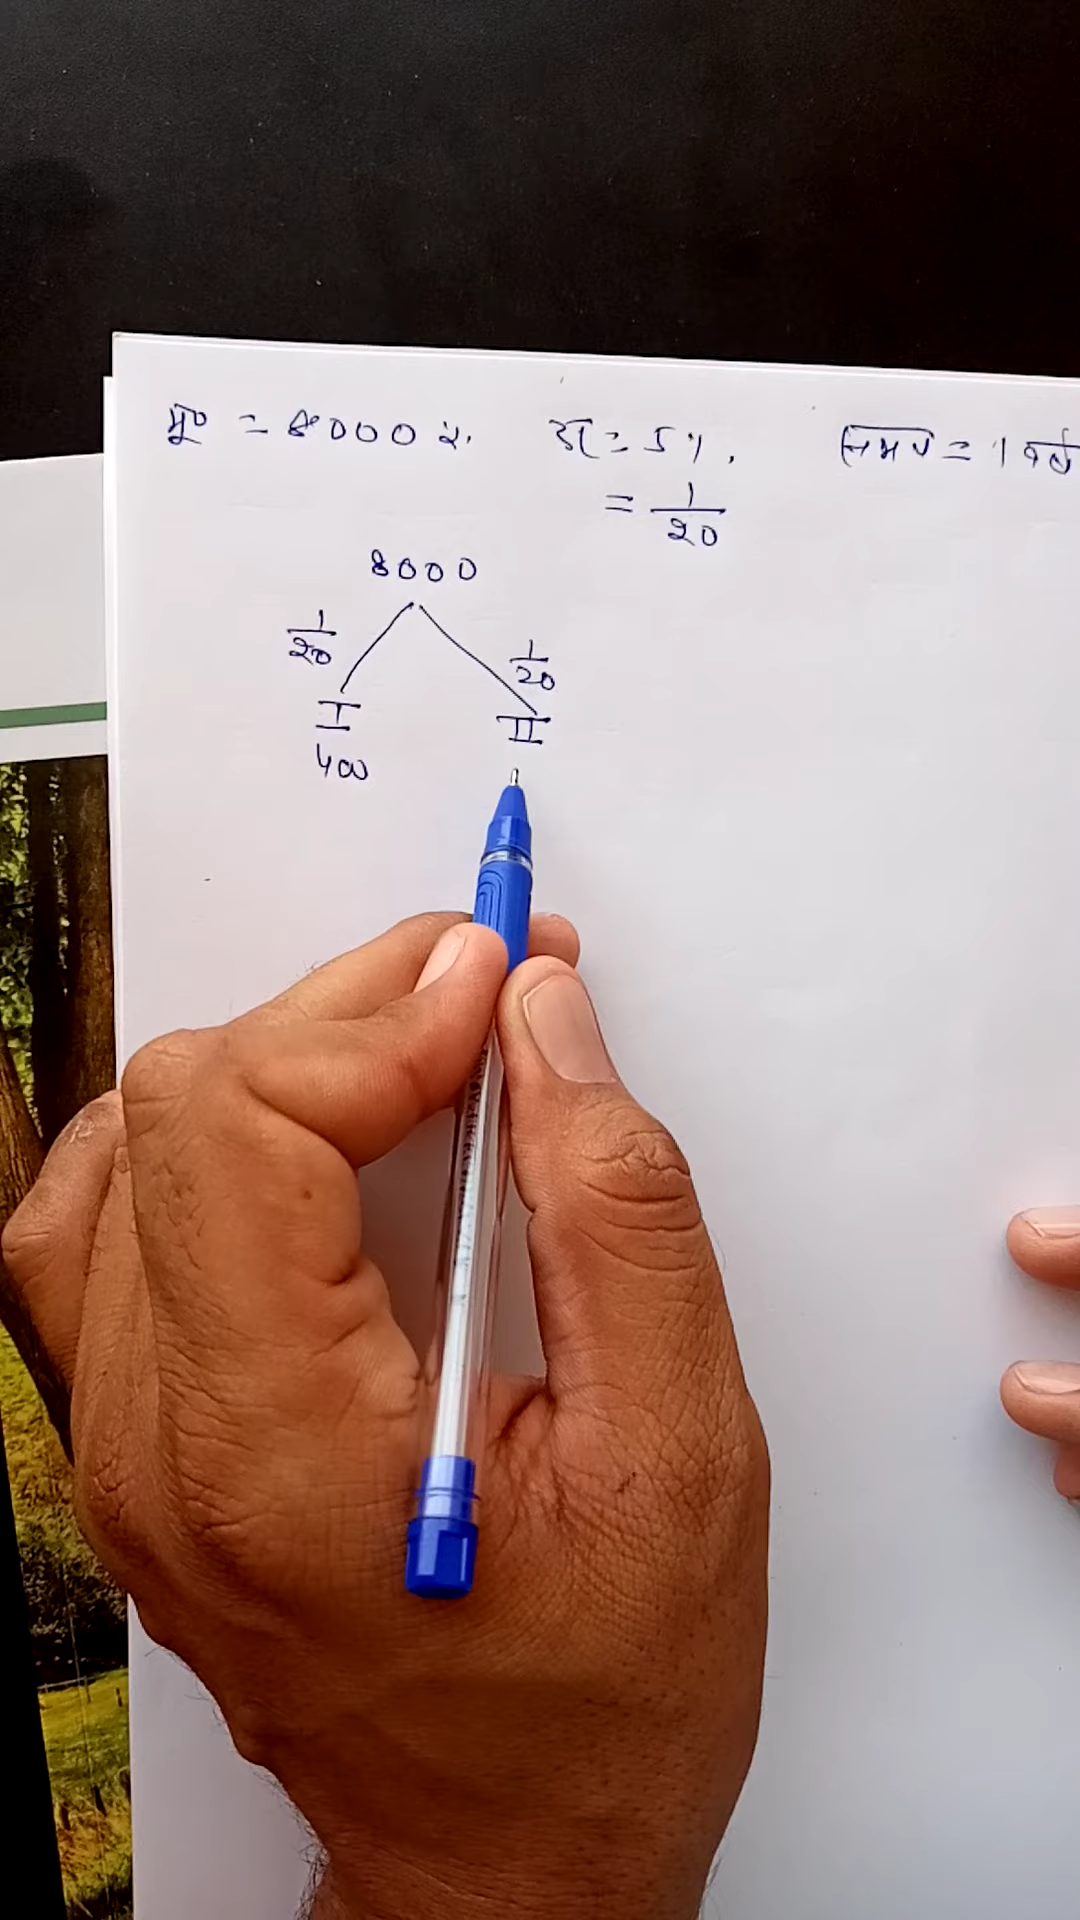 मू० = 8000 रु. दर = 5%. समय = 1 वर्ष
= 1/20
8000
1/20 1/20
I II
400